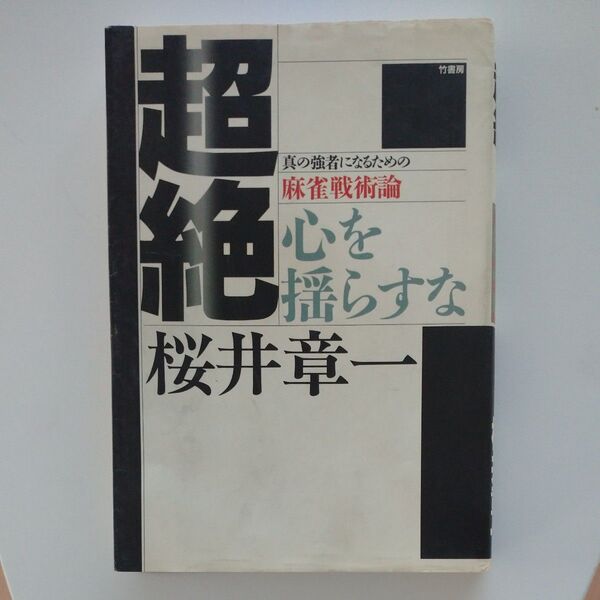 竹書房
超絶
真の強者になるための
麻雀戦術論
心を
揺らすな
桜井章一